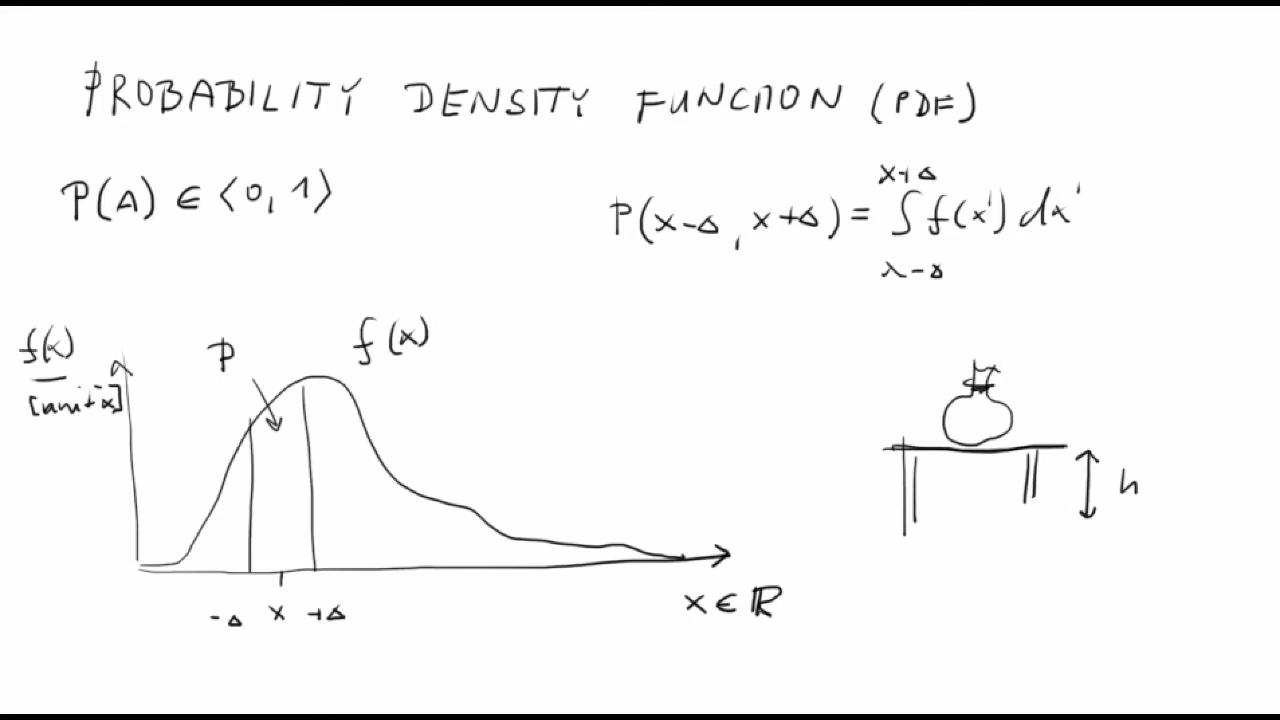 PROBABILITY DENSITY FUNCTION (PDF)
P(A) ∈ ⟨0, 1⟩
P(x-Δ, x+Δ) = ∫ f(x') dx'
x+Δ
x-Δ
f(x)
[unit x⁻]
P
f(x)
h
-Δ x +Δ
x ∈ ℝ